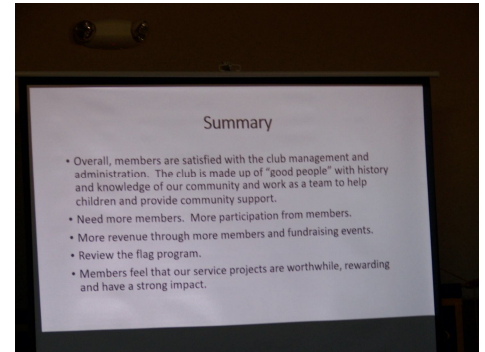 Summary
• Overall, members are satisfied with the club management and
administration. The club is made up of "good people" with history
and knowledge of our community and work as a team to help
children and provide community support.
• Need more members. More participation from members.
• More revenue through more members and fundraising events.
• Review the flag program.
• Members feel that our service projects are worthwhile, rewarding
and have a strong impact.